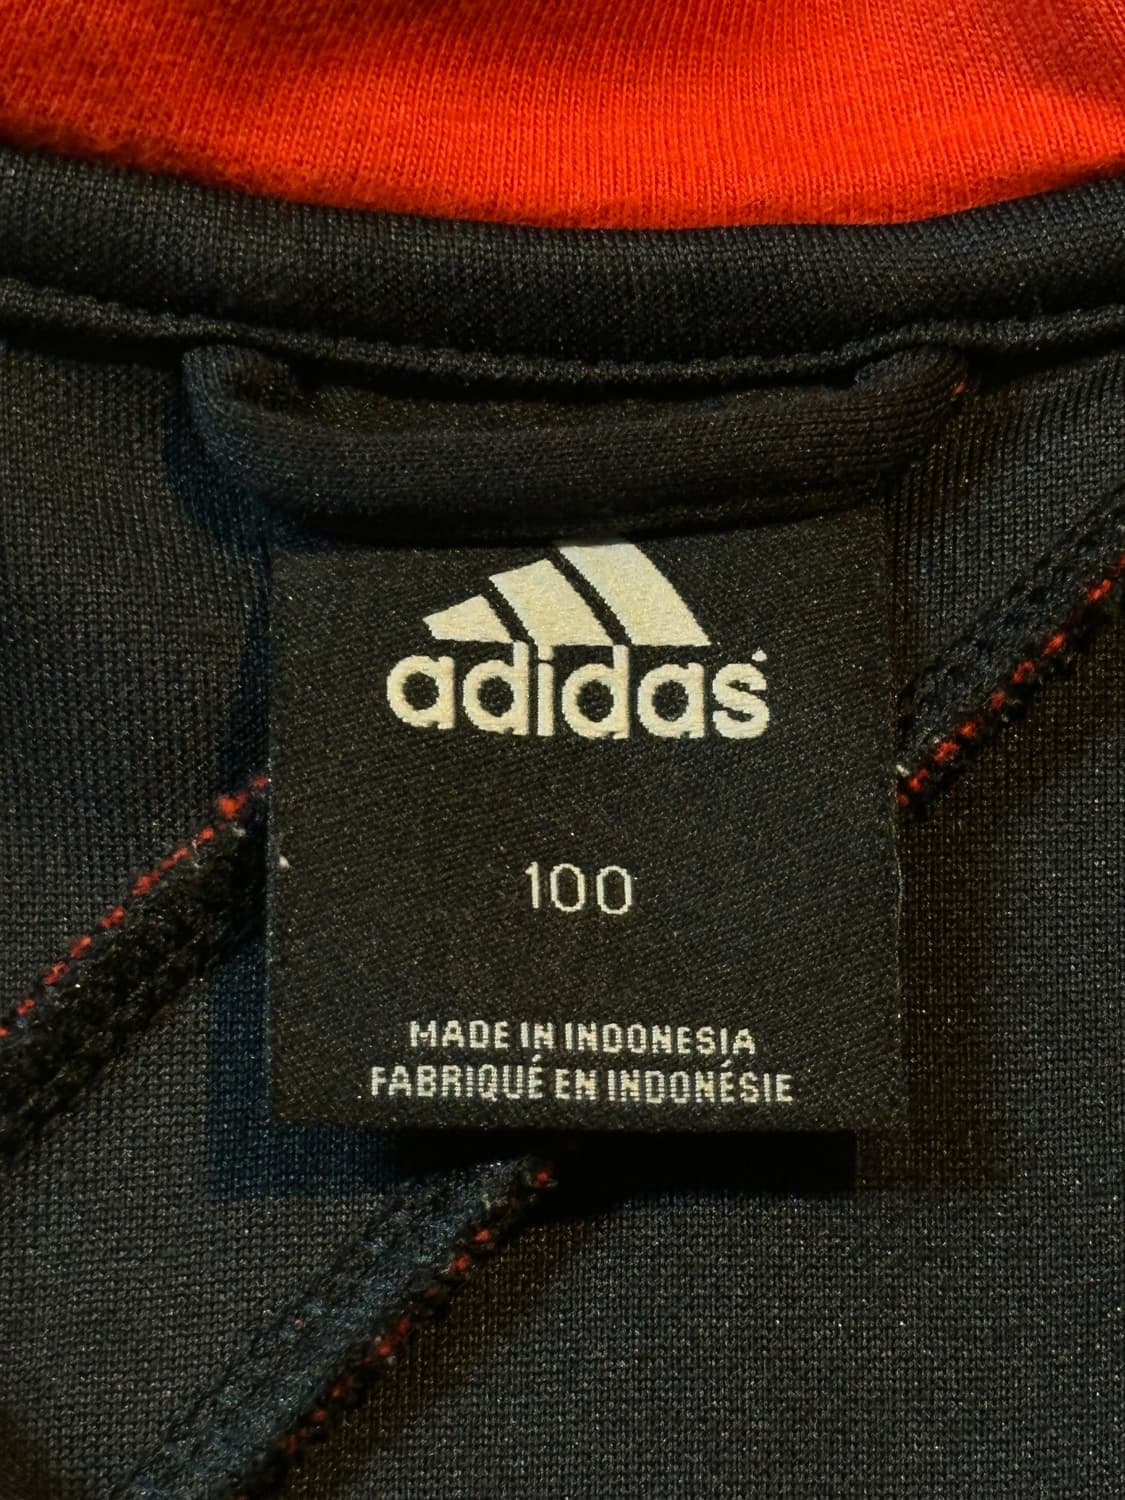 adidas
100
MADE IN INDONESIA
FABRIQUÉ EN INDONÉSIE